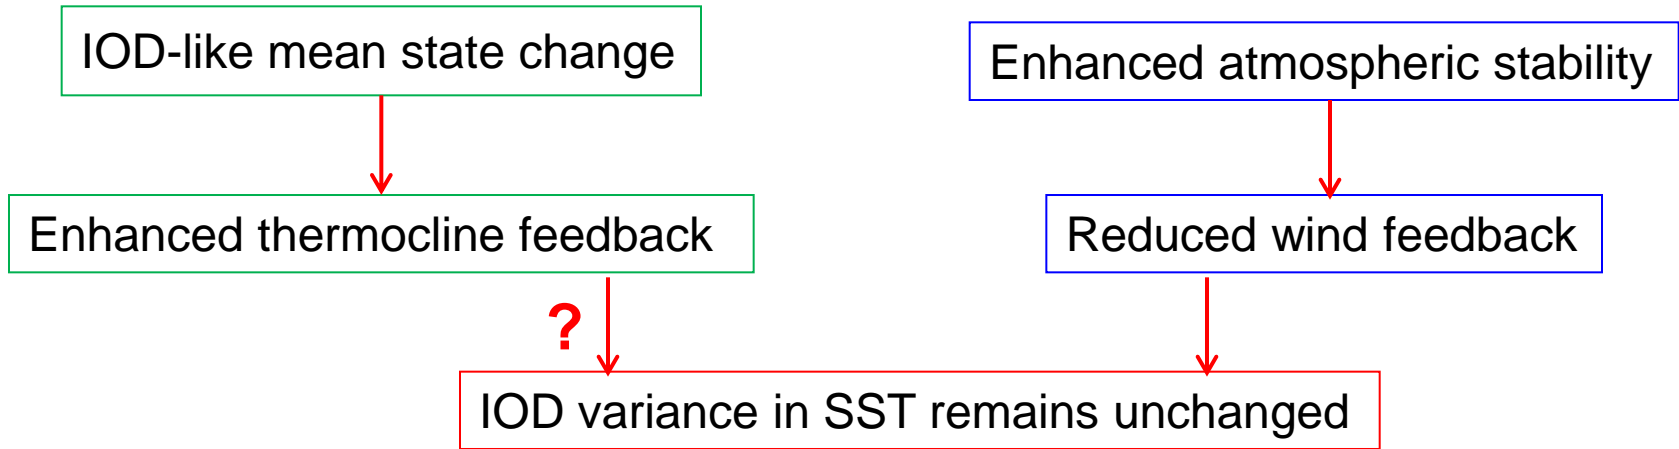 IOD-like mean state change
Enhanced atmospheric stability
Enhanced thermocline feedback
Reduced wind feedback
?
IOD variance in SST remains unchanged